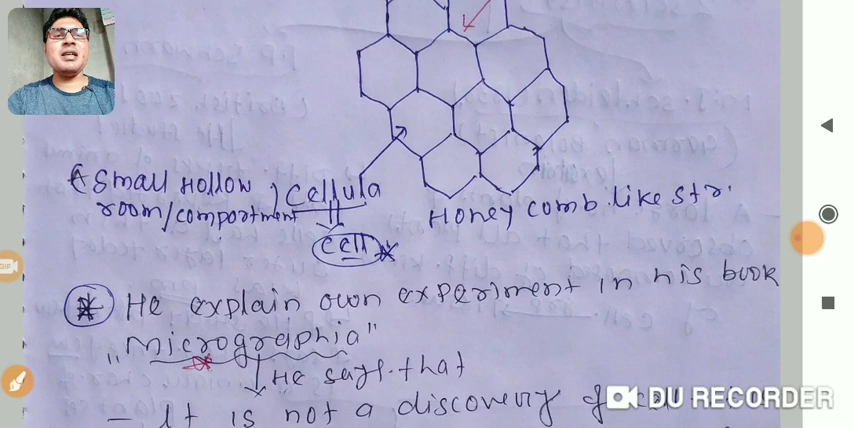 (Small Hollow ) Cellula
room/compartment
Cell
Honey comb like str.
He explain own experiment in his book
"Micrographia"
He says that
- It is not a discovery of
DU RECORDER